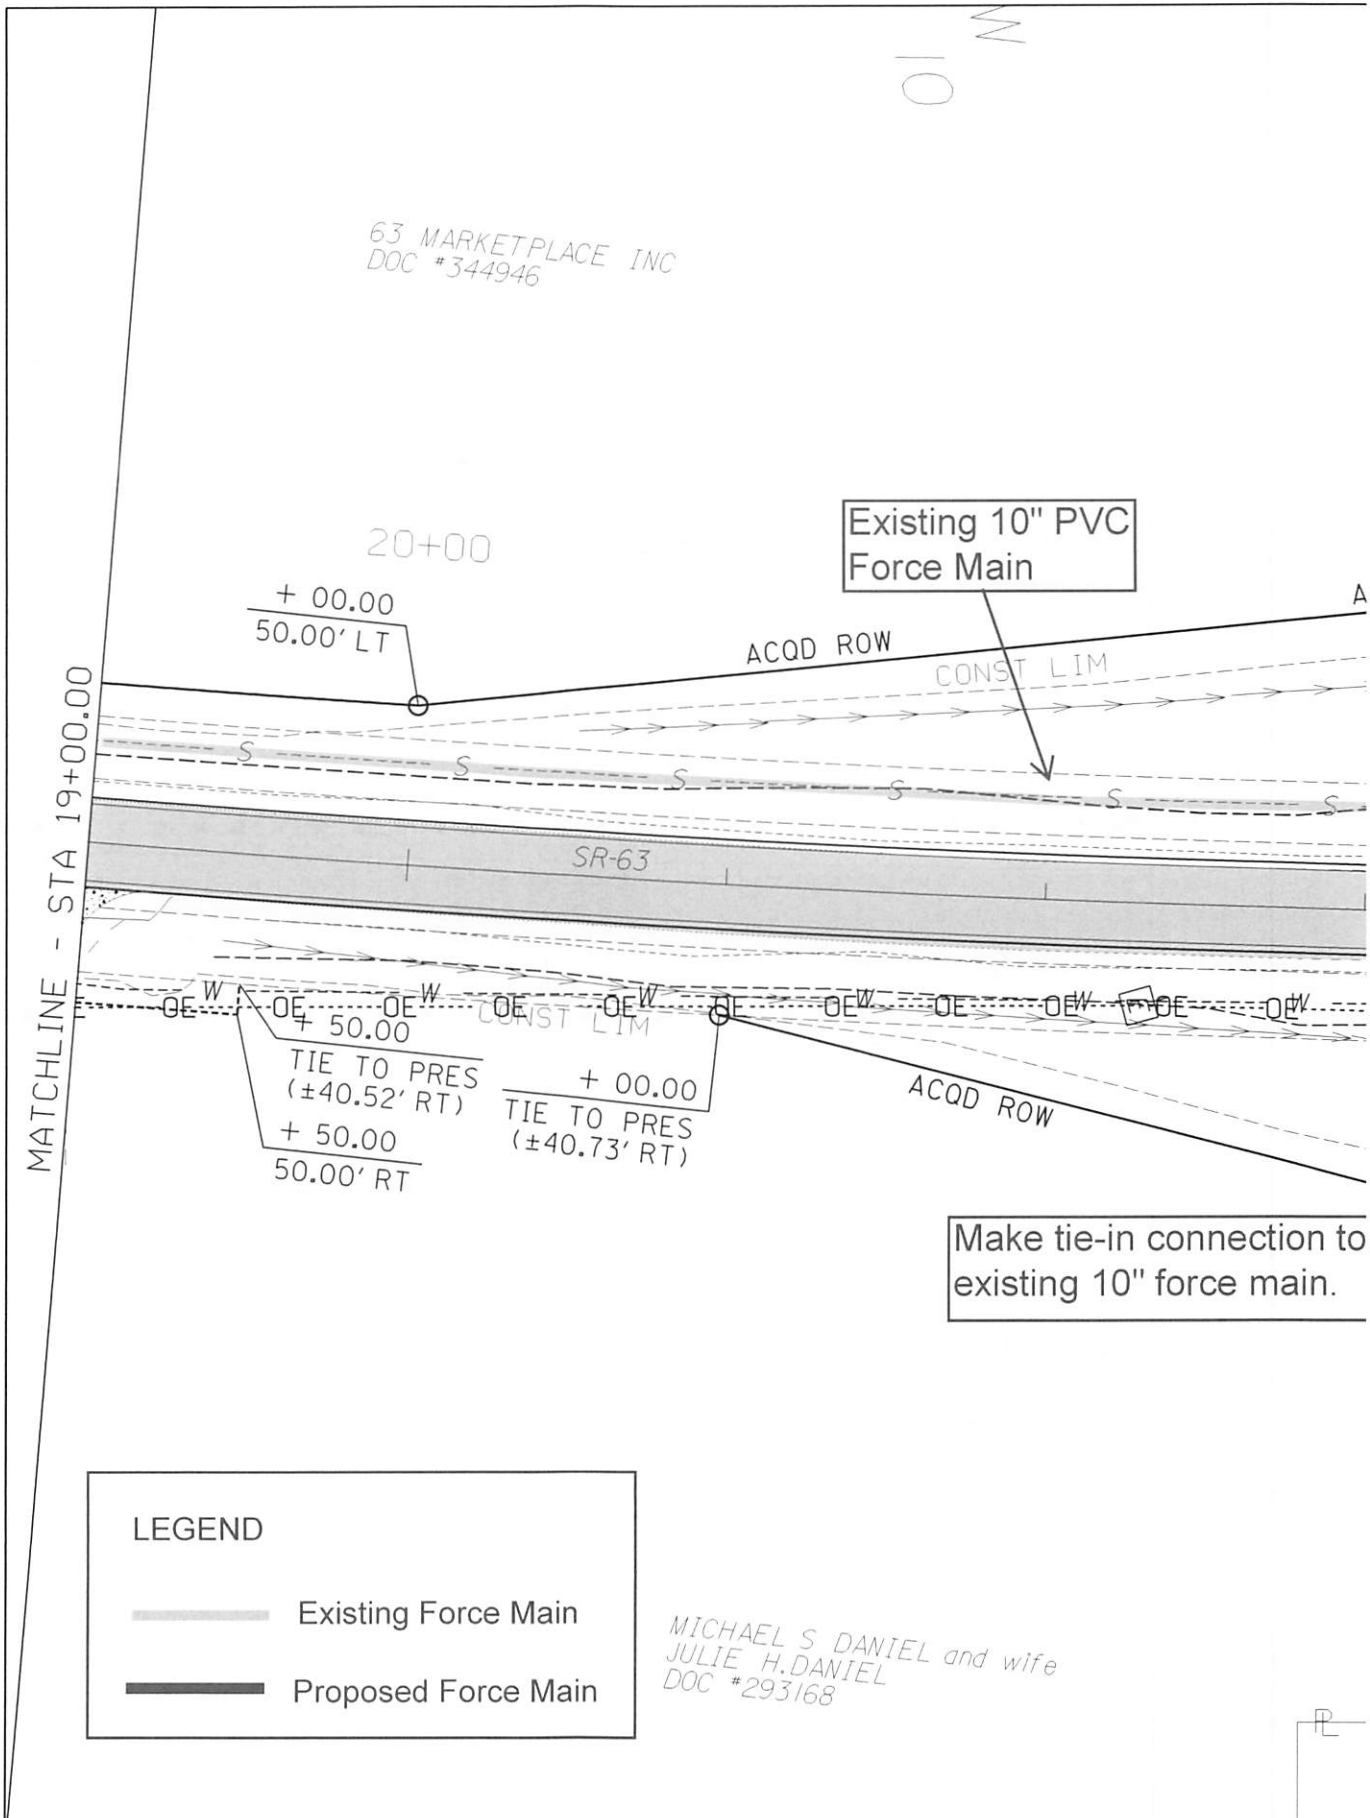 63 MARKETPLACE INC
DOC #344946
20+00
+ 00.00
50.00' LT
Existing 10" PVC
Force Main
ACQD ROW
CONST LIM
A
S S S S S S
SR-63
MATCHLINE - STA 19+00.00
W W W W W W
OE OE OE OE OE OE OE OE OE OE OE
CONST LIM
+ 50.00
TIE TO PRES
(±40.52' RT)
+ 50.00
50.00' RT
+ 00.00
TIE TO PRES
(±40.73' RT)
ACQD ROW
Make tie-in connection to
existing 10" force main.
LEGEND
Existing Force Main
Proposed Force Main
MICHAEL S DANIEL and wife
JULIE H. DANIEL
DOC #293168
PL